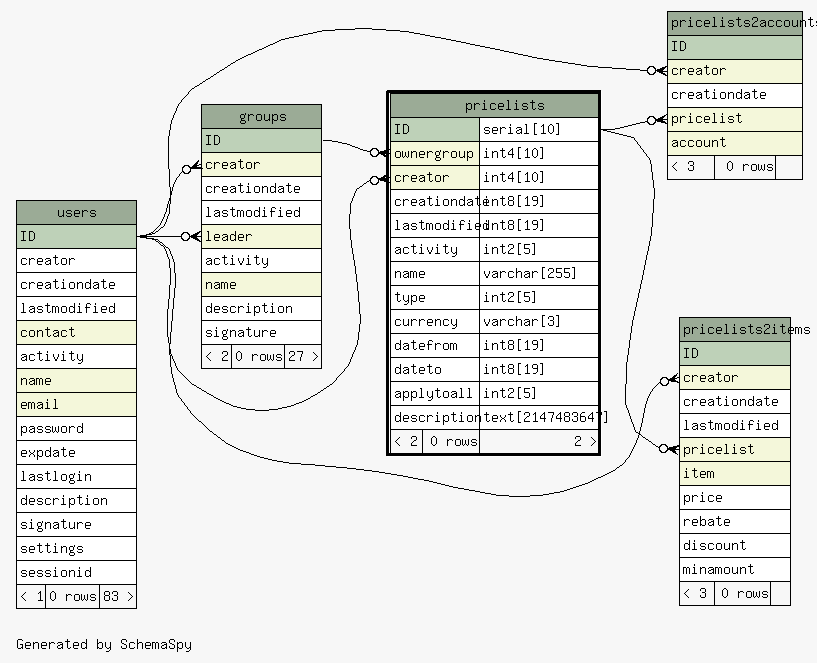 users
ID
creator
creationdate
lastmodified
contact
activity
name
email
password
expdate
lastlogin
description
signature
settings
sessionid
< 1 0 rows 83 >
groups
ID
creator
creationdate
lastmodified
leader
activity
name
description
signature
< 2 0 rows 27 >
pricelists
ID serial[10]
ownergroup int4[10]
creator int4[10]
creationdate int8[19]
lastmodified int8[19]
activity int2[5]
name varchar[255]
type int2[5]
currency varchar[3]
datefrom int8[19]
dateto int8[19]
applytoall int2[5]
description text[2147483647]
< 2 0 rows 2 >
pricelists2accounts
ID
creator
creationdate
pricelist
account
< 3 0 rows
pricelists2items
ID
creator
creationdate
lastmodified
pricelist
item
price
rebate
discount
minamount
< 3 0 rows
Generated by SchemaSpy